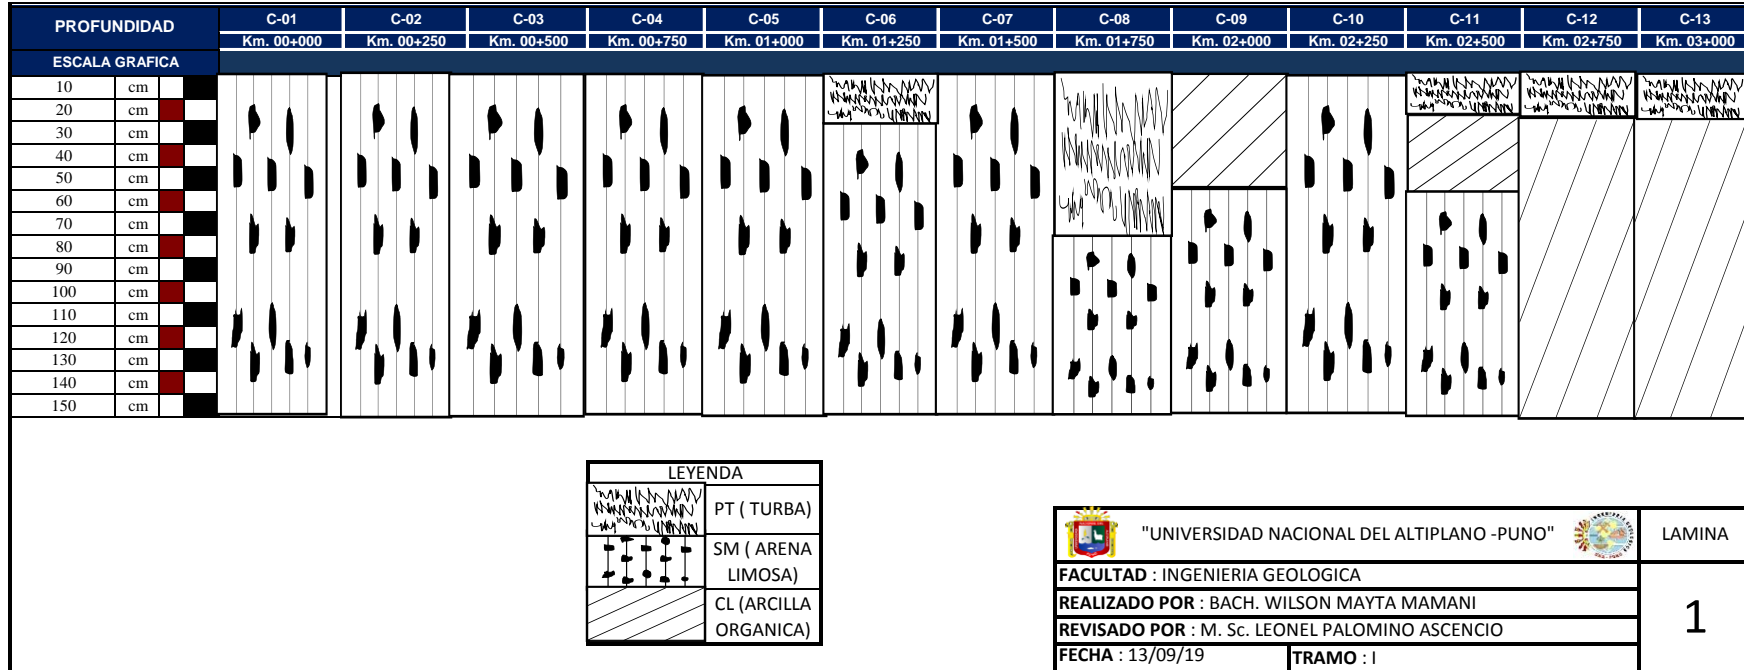 PROFUNDIDAD C-01 C-02 C-03 C-04 C-05 C-06 C-07 C-08 C-09 C-10 C-11 C-12 C-13
Km. 00+000 Km. 00+250 Km. 00+500 Km. 00+750 Km. 01+000 Km. 01+250 Km. 01+500 Km. 01+750 Km. 02+000 Km. 02+250 Km. 02+500 Km. 02+750 Km. 03+000
ESCALA GRAFICA
10 cm
20 cm
30 cm
40 cm
50 cm
60 cm
70 cm
80 cm
90 cm
100 cm
110 cm
120 cm
130 cm
140 cm
150 cm
LEYENDA
PT ( TURBA)
SM ( ARENA
LIMOSA)
CL (ARCILLA
ORGANICA)
"UNIVERSIDAD NACIONAL DEL ALTIPLANO -PUNO"
LAMINA
FACULTAD : INGENIERIA GEOLOGICA
REALIZADO POR : BACH. WILSON MAYTA MAMANI
REVISADO POR : M. Sc. LEONEL PALOMINO ASCENCIO
1
FECHA : 13/09/19 TRAMO : I